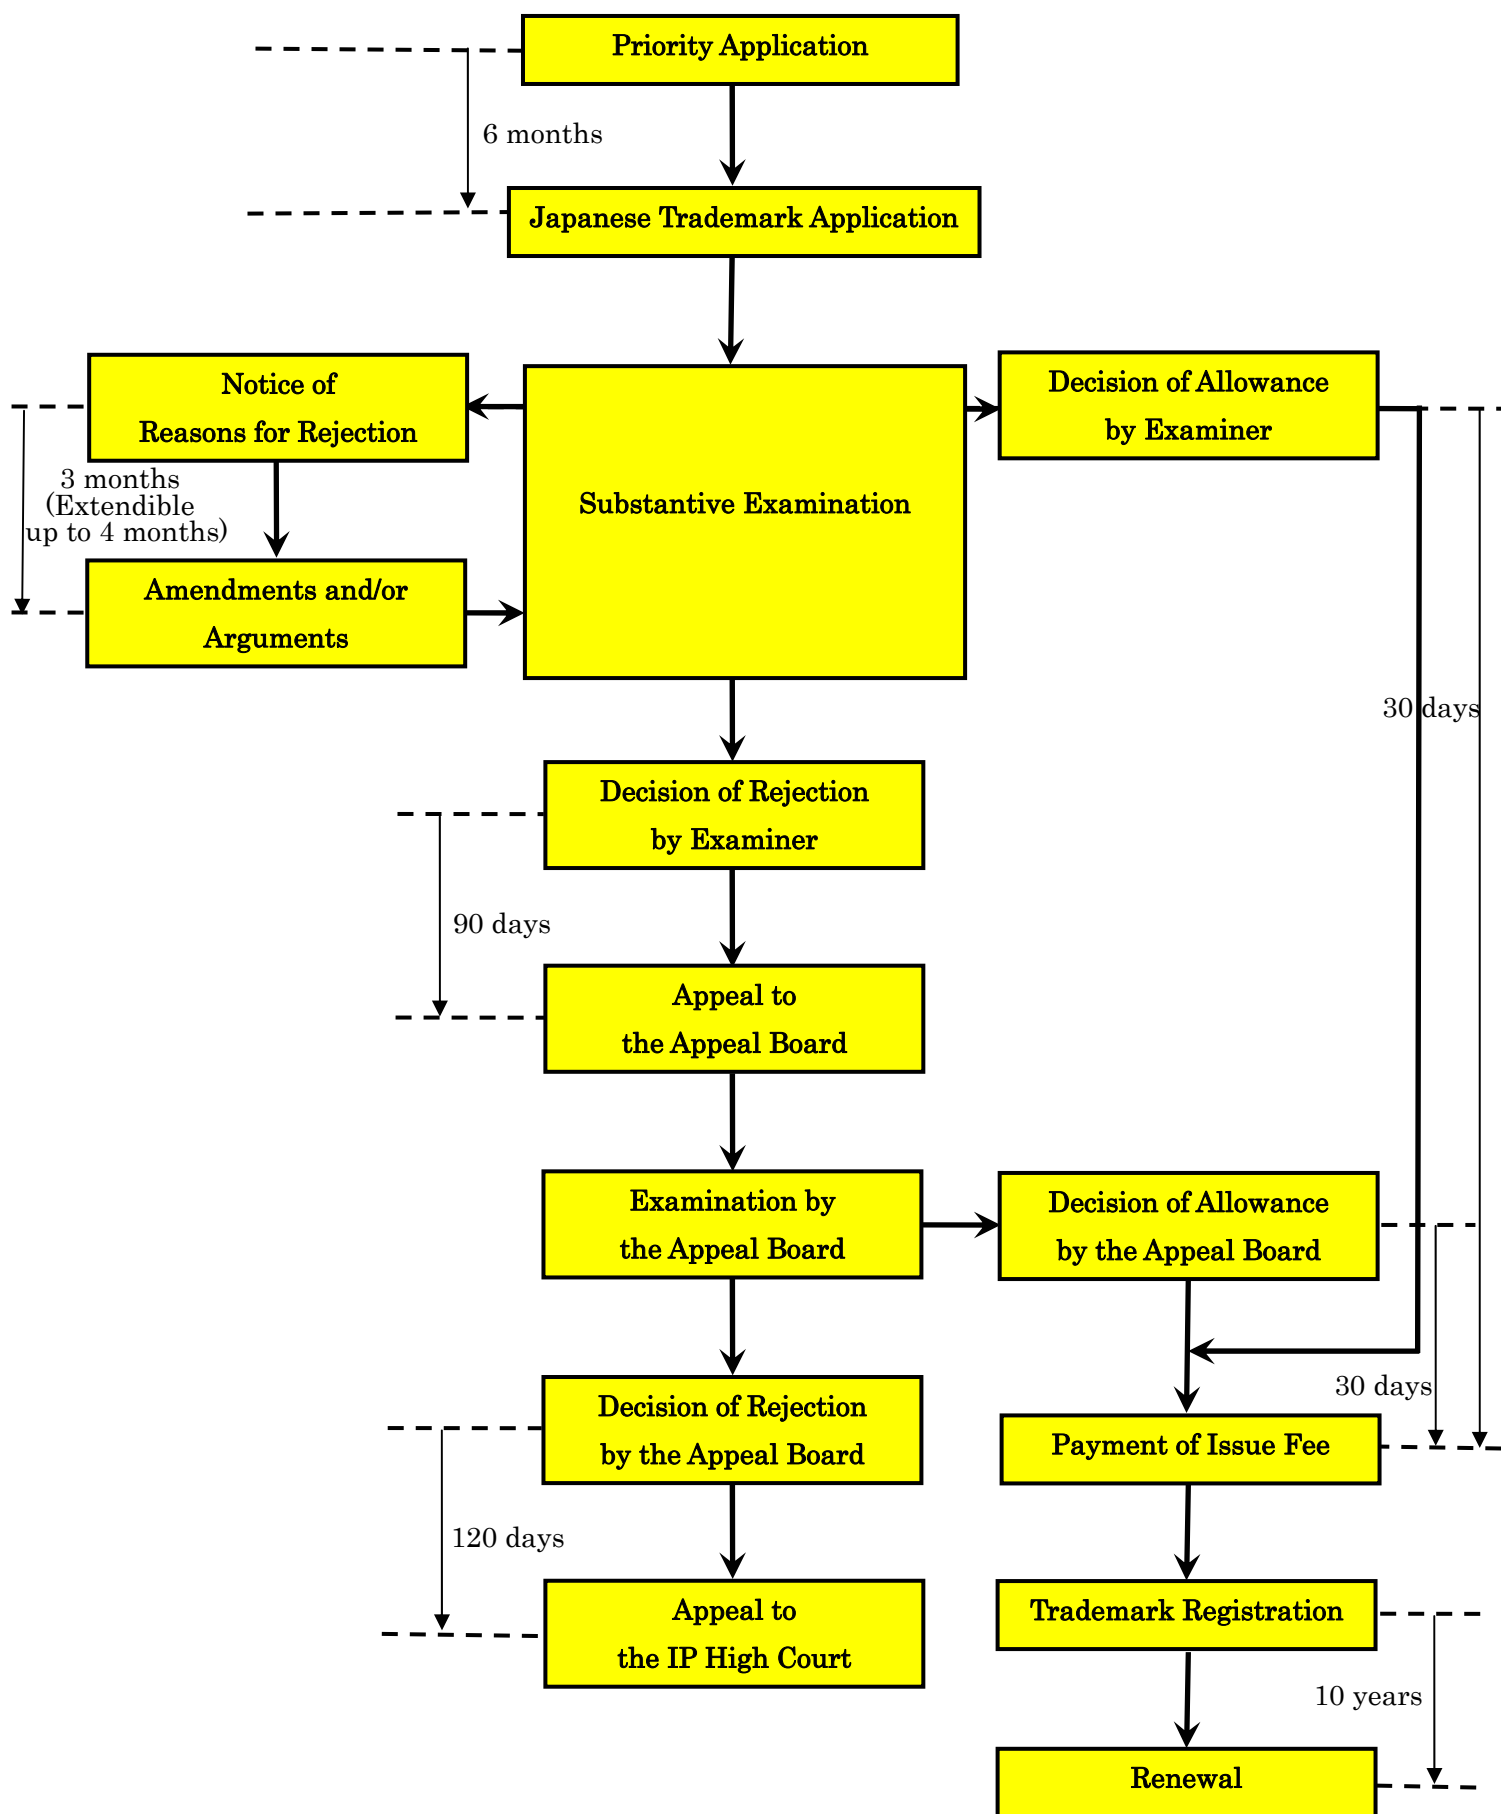 Priority Application
6 months
Japanese Trademark Application
Notice of
Reasons for Rejection
Decision of Allowance
by Examiner
3 months
(Extendible
up to 4 months)
Substantive Examination
Amendments and/or
Arguments
30 days
Decision of Rejection
by Examiner
90 days
Appeal to
the Appeal Board
Examination by
the Appeal Board
Decision of Allowance
by the Appeal Board
30 days
Decision of Rejection
by the Appeal Board
Payment of Issue Fee
120 days
Appeal to
the IP High Court
Trademark Registration
10 years
Renewal